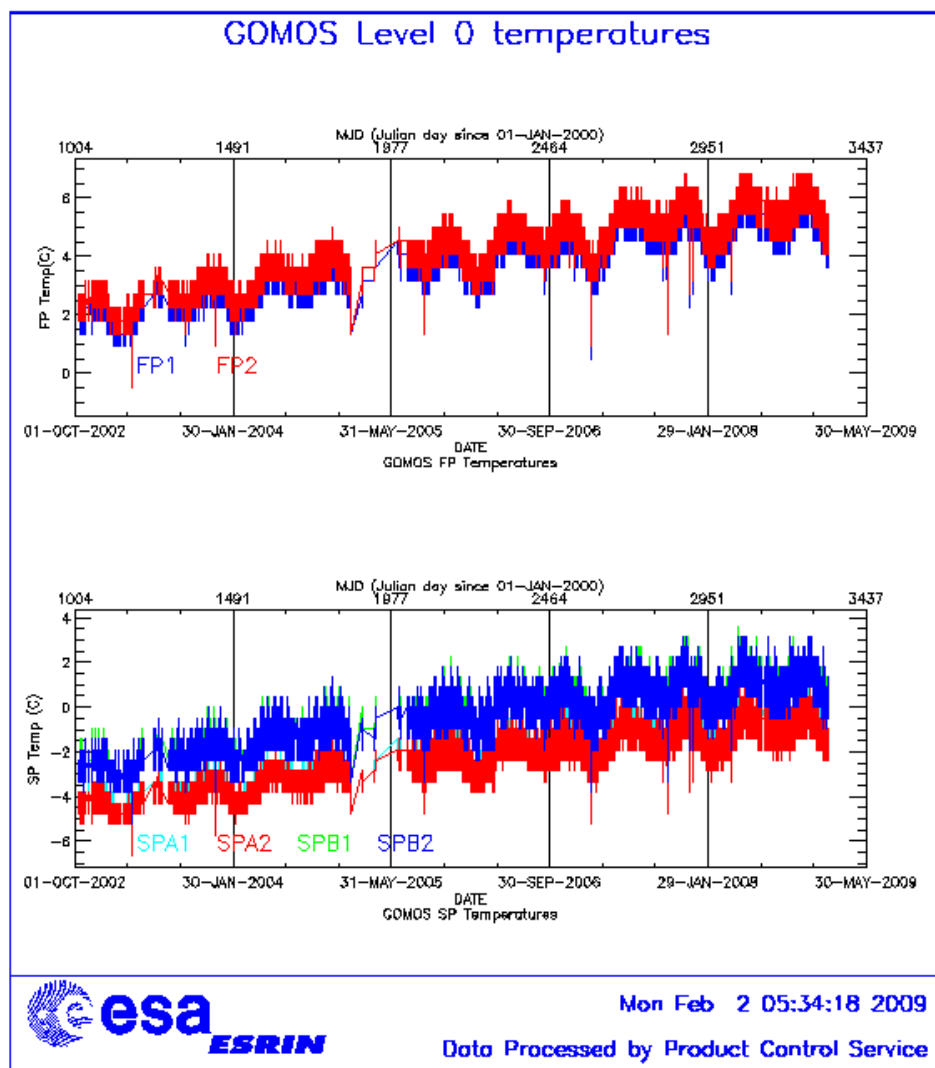 GOMOS Level 0 temperatures
MJD (Julian day since 01-JAN-2000)
1004 1491 1977 2464 2951 3437
6
4
2
0
FP Temp(C)
FP1 FP2
01-OCT-2002 30-JAN-2004 31-MAY-2005 30-SEP-2006 29-JAN-2008 30-MAY-2009
DATE
GOMOS FP Temperatures
MJD (Julian day since 01-JAN-2000)
1004 1491 1977 2464 2951 3437
4
2
0
-2
-4
-6
SP Temp (C)
SPA1 SPA2 SPB1 SPB2
01-OCT-2002 30-JAN-2004 31-MAY-2005 30-SEP-2006 29-JAN-2008 30-MAY-2009
DATE
GOMOS SP Temperatures
esa
ESRIN
Mon Feb 2 05:34:18 2009
Data Processed by Product Control Service